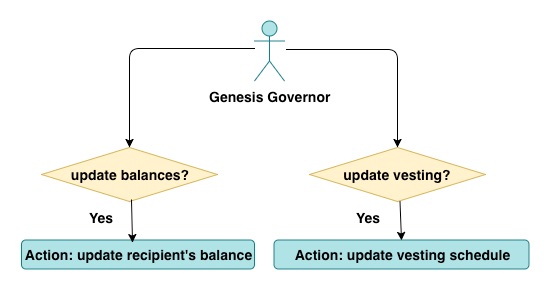 Genesis Governor
update balances?
update vesting?
Yes
Yes
Action: update recipient's balance
Action: update vesting schedule